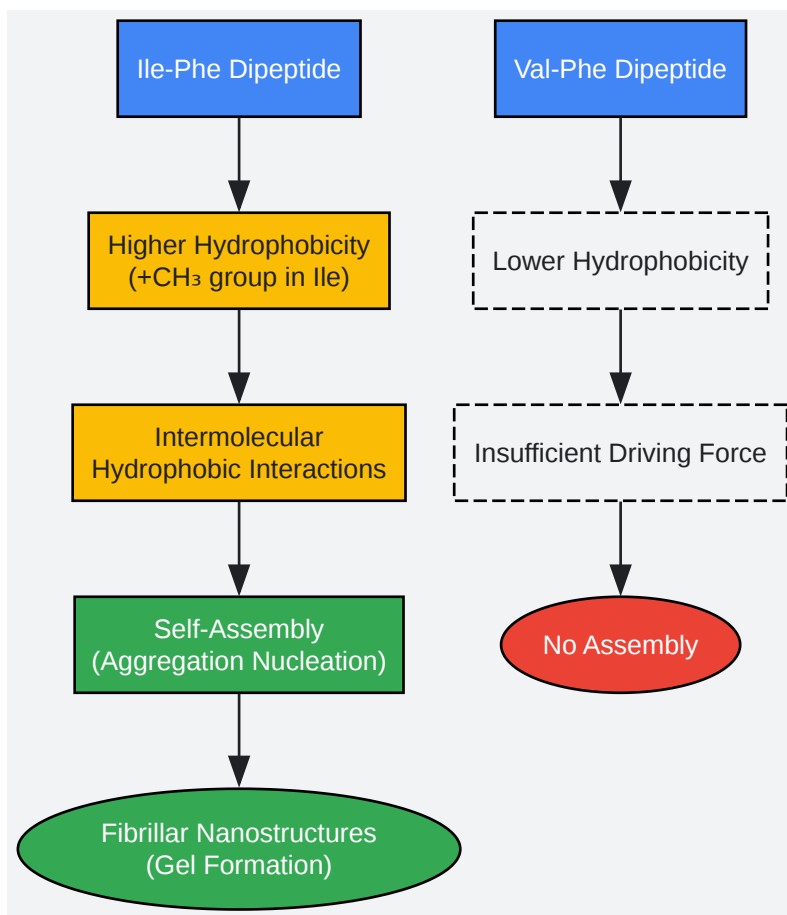 Ile-Phe Dipeptide
Higher Hydrophobicity
(+CH₃ group in Ile)
Intermolecular
Hydrophobic Interactions
Self-Assembly
(Aggregation Nucleation)
Fibrillar Nanostructures
(Gel Formation)
Val-Phe Dipeptide
Lower Hydrophobicity
Insufficient Driving Force
No Assembly